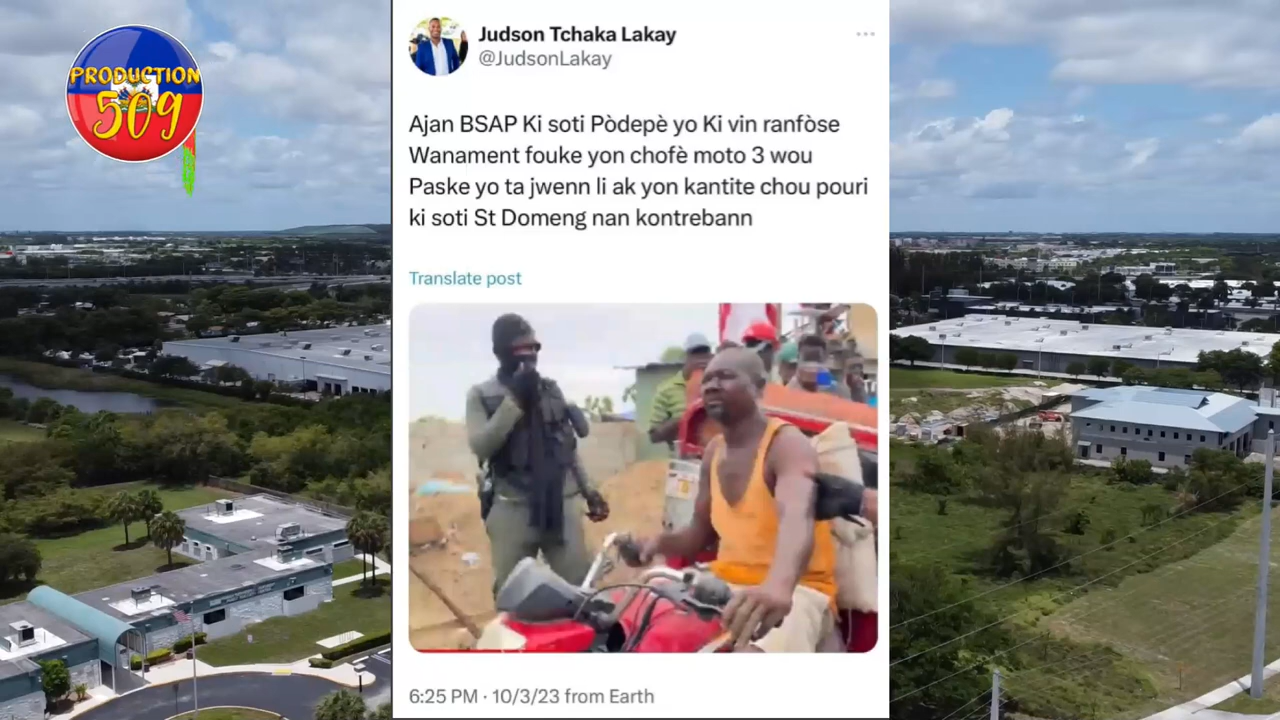 PRODUCTION
509
Judson Tchaka Lakay
@JudsonLakay
Ajan BSAP Ki soti Pòdepè yo Ki vin ranfòse
Wanament fouke yon chofè moto 3 wou
Paske yo ta jwenn li ak yon kantite chou pouri
ki soti St Domeng nan kontrebann
Translate post
6:25 PM · 10/3/23 from Earth